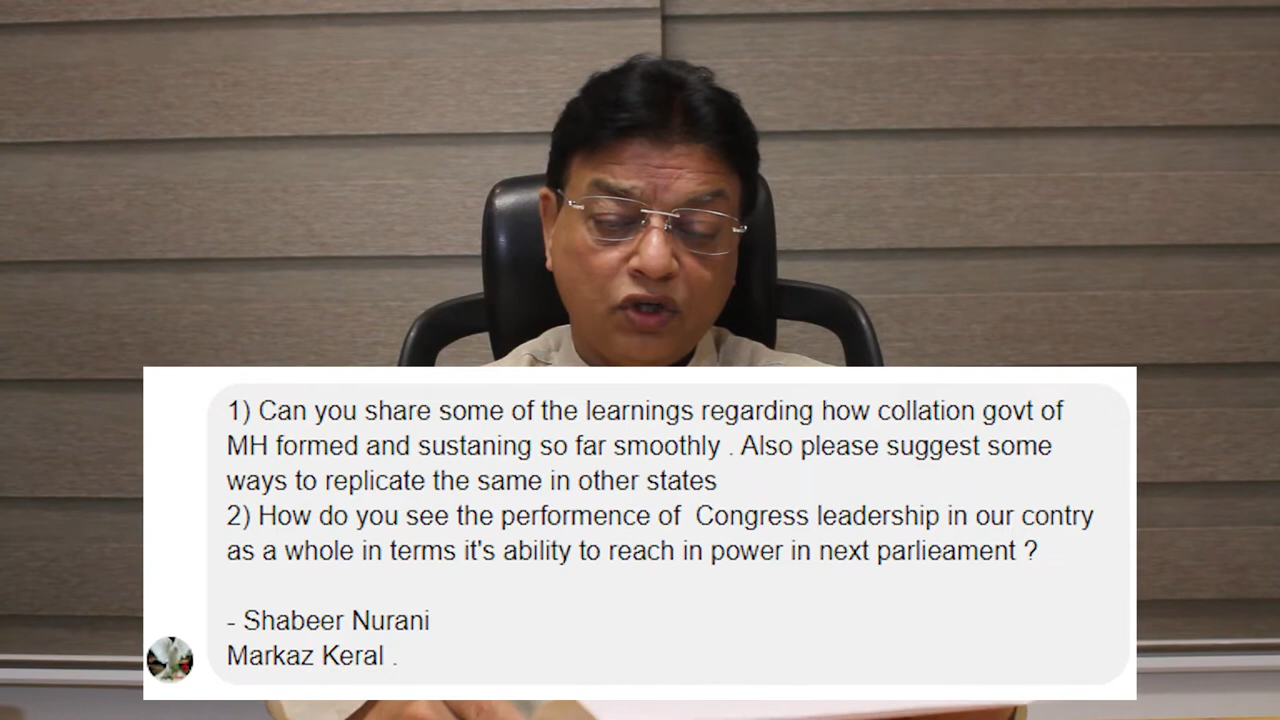 1) Can you share some of the learnings regarding how collation govt of
MH formed and sustaning so far smoothly . Also please suggest some
ways to replicate the same in other states
2) How do you see the performence of  Congress leadership in our contry
as a whole in terms it's ability to reach in power in next parlieament ?
- Shabeer Nurani
Markaz Keral .